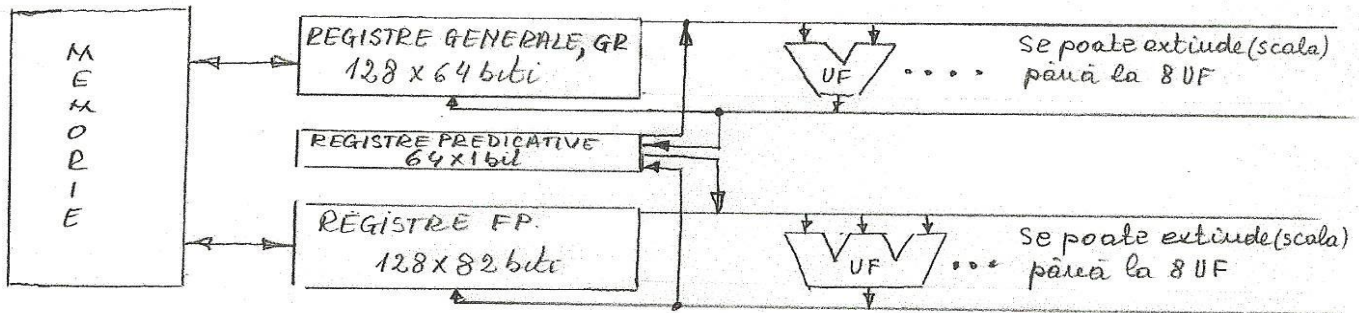 MEMORIE
REGISTRE GENERALE, GR
128 x 64 biti
UF
....
Se poate extinde (scala)
până la 8 UF
REGISTRE PREDICATIVE
64 x 1 bit
REGISTRE FP.
128 x 82 biti
UF
...
Se poate extinde (scala)
până la 8 UF